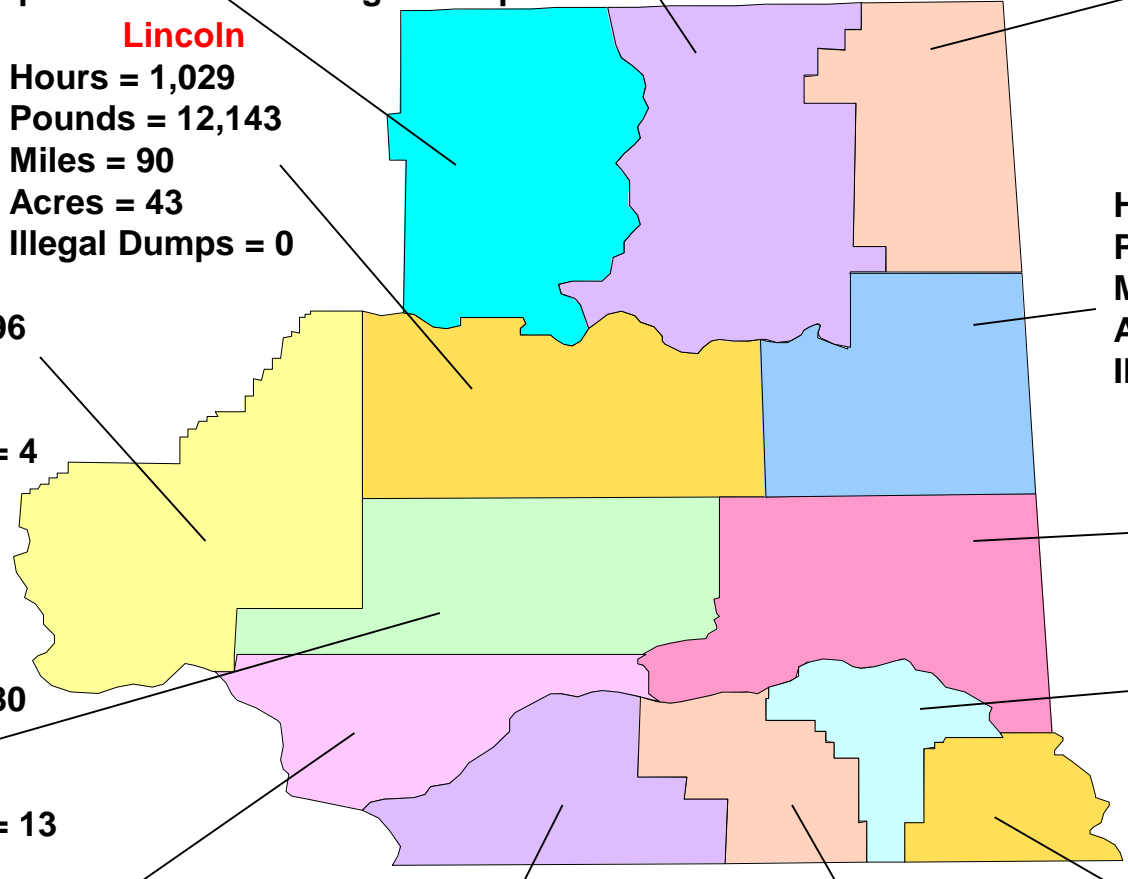 Lincoln
Hours = 1,029
Pounds = 12,143
Miles = 90
Acres = 43
Illegal Dumps = 0
96
= 4
30
= 13